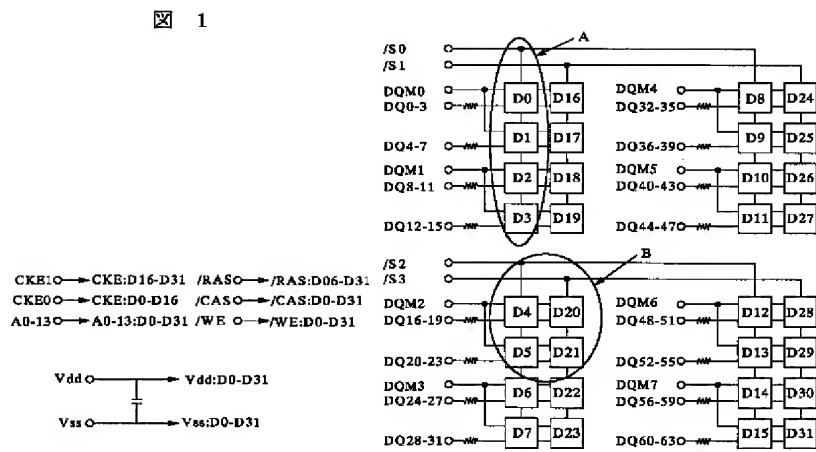 図 1
/S0
A
/S1
DQM0
DQ0-3
D0 D16
DQM4
DQ32-35
D8 D24
DQ4-7
D1 D17
DQ36-39
D9 D25
DQM1
DQ8-11
D2 D18
DQM5
DQ40-43
D10 D26
DQ12-15
D3 D19
DQ44-47
D11 D27
/S2
B
/S3
CKE1 CKE:D16-D31 /RAS /RAS:D06-D31
CKE0 CKE:D0-D16 /CAS /CAS:D0-D31
A0-13 A0-13:D0-D31 /WE /WE:D0-D31
DQM2
DQ16-19
D4 D20
DQM6
DQ48-51
D12 D28
DQ20-23
D5 D21
DQ52-55
D13 D29
Vdd Vdd:D0-D31
DQM3
DQ24-27
D6 D22
DQM7
DQ56-59
D14 D30
Vss Vss:D0-D31
DQ28-31
D7 D23
DQ60-63
D15 D31